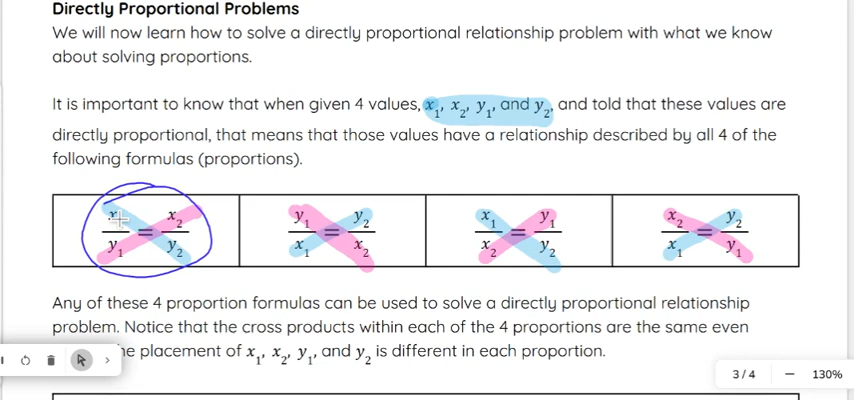 Directly Proportional Problems
We will now learn how to solve a directly proportional relationship problem with what we know
about solving proportions.
It is important to know that when given 4 values, x₁, x₂, y₁, and y₂, and told that these values are
directly proportional, that means that those values have a relationship described by all 4 of the
following formulas (proportions).
x₁/y₁ = x₂/y₂ y₁/x₁ = y₂/x₂ x₁/x₂ = y₁/y₂ x₂/x₁ = y₂/y₁
Any of these 4 proportion formulas can be used to solve a directly proportional relationship
problem. Notice that the cross products within each of the 4 proportions are the same even
placement of x₁, x₂, y₁, and y₂ is different in each proportion.
3 / 4 — 130%